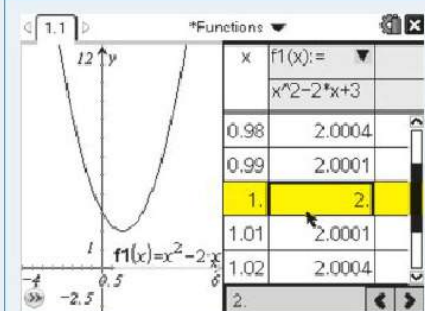 1.1
*Functions
12 y
1
f1(x)=x^2-2·x
-4
0.5
6
-2.5
x f1(x):=
x^2-2*x+3
0.98 2.0004
0.99 2.0001
1. 2.
1.01 2.0001
1.02 2.0004
2.